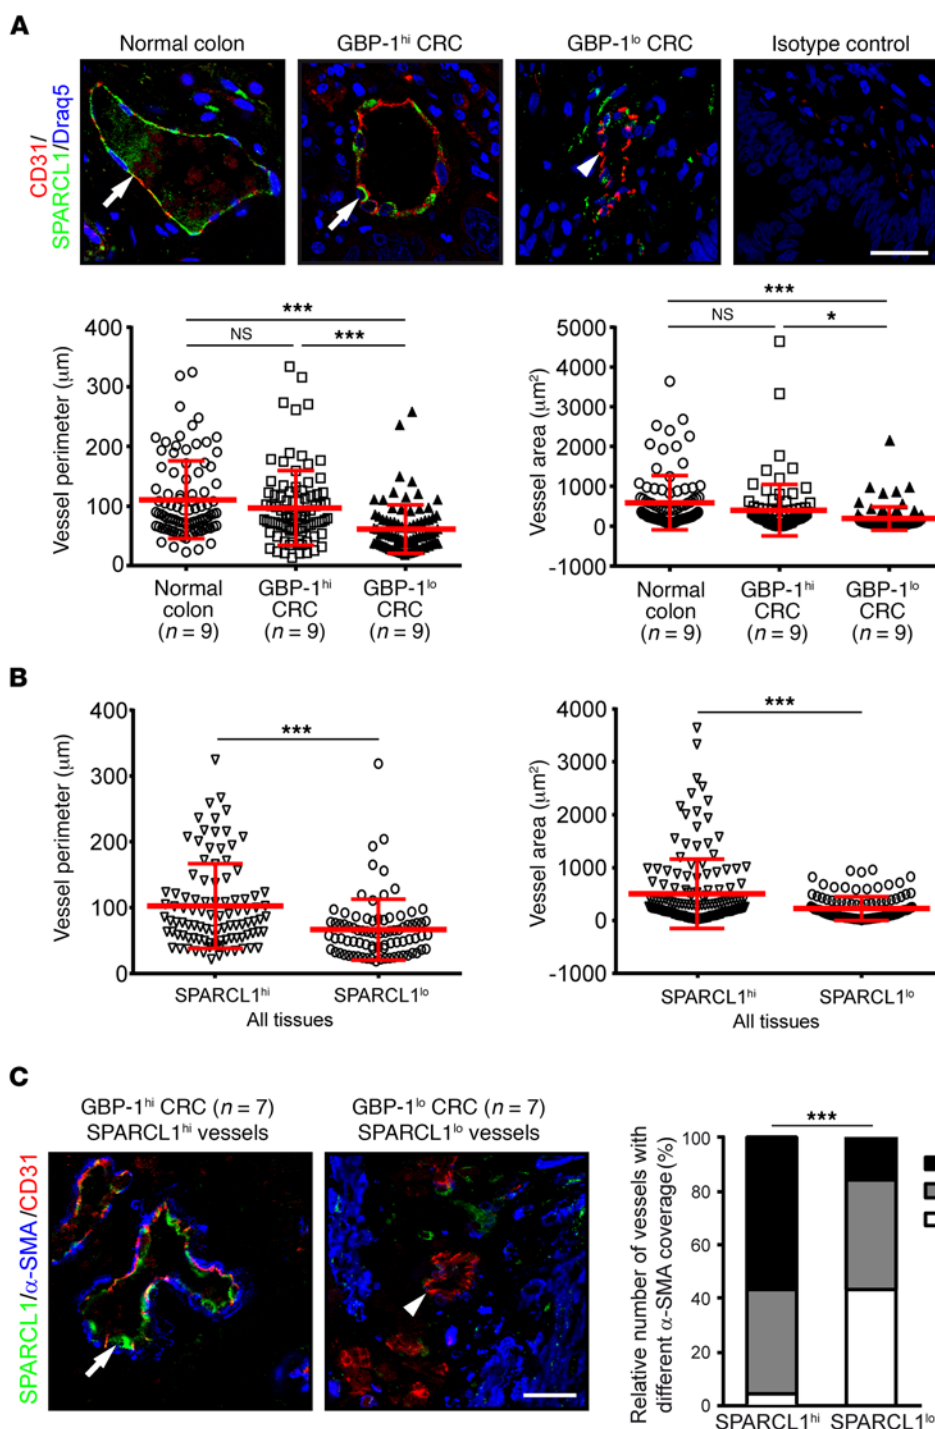 A
Normal colon
GBP-1ʰⁱ CRC
GBP-1ˡᵒ CRC
Isotype control
CD31/
SPARCL1/Draq5
Vessel perimeter (μm)
400
300
200
100
0
***
NS
***
Normal
colon
(n = 9)
GBP-1ʰⁱ
CRC
(n = 9)
GBP-1ˡᵒ
CRC
(n = 9)
Vessel area (μm²)
5000
4000
3000
2000
1000
0
-1000
***
NS
*
Normal
colon
(n = 9)
GBP-1ʰⁱ
CRC
(n = 9)
GBP-1ˡᵒ
CRC
(n = 9)
B
Vessel perimeter (μm)
400
300
200
100
0
***
SPARCL1ʰⁱ
SPARCL1ˡᵒ
All tissues
Vessel area (μm²)
4000
3000
2000
1000
0
-1000
***
SPARCL1ʰⁱ
SPARCL1ˡᵒ
All tissues
C
GBP-1ʰⁱ CRC (n = 7)
SPARCL1ʰⁱ vessels
GBP-1ˡᵒ CRC (n = 7)
SPARCL1ˡᵒ vessels
SPARCL1/α-SMA/CD31
Relative number of vessels with
different α-SMA coverage (%)
100
80
60
40
20
0
***
SPARCL1ʰⁱ
SPARCL1ˡᵒ